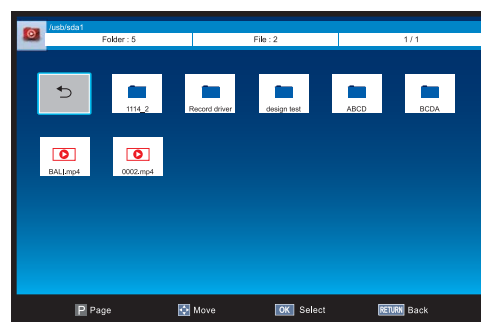 /usb/sda1
Folder : 5 File : 2 1 / 1
1114_2 Record driver design test ABCD BCDA
BALI.mp4 0002.mp4
P Page Move OK Select RETURN Back